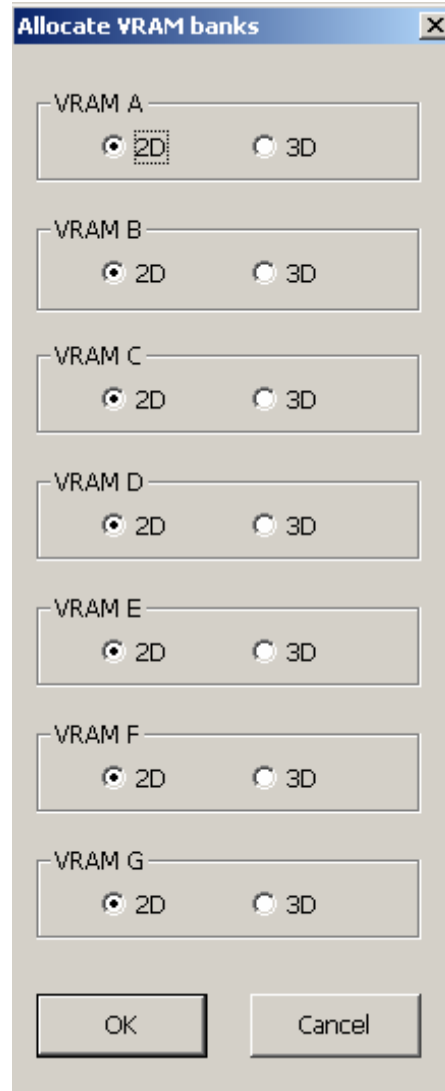 Allocate VRAM banks
VRAM A
2D 3D
VRAM B
2D 3D
VRAM C
2D 3D
VRAM D
2D 3D
VRAM E
2D 3D
VRAM F
2D 3D
VRAM G
2D 3D
OK Cancel